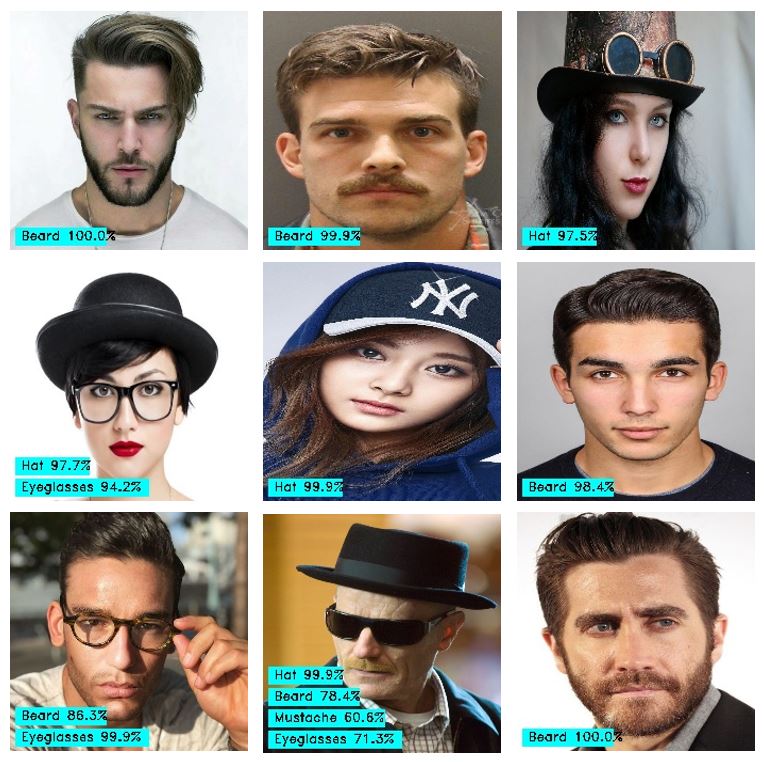 Beard 100.0%
Beard 99.9%
Hat 97.5%
Hat 97.7%
Eyeglasses 94.2%
NY
Hat 99.9%
Beard 98.4%
Beard 86.3%
Eyeglasses 99.9%
Hat 99.9%
Beard 78.4%
Mustache 60.6%
Eyeglasses 71.3%
Beard 100.0%